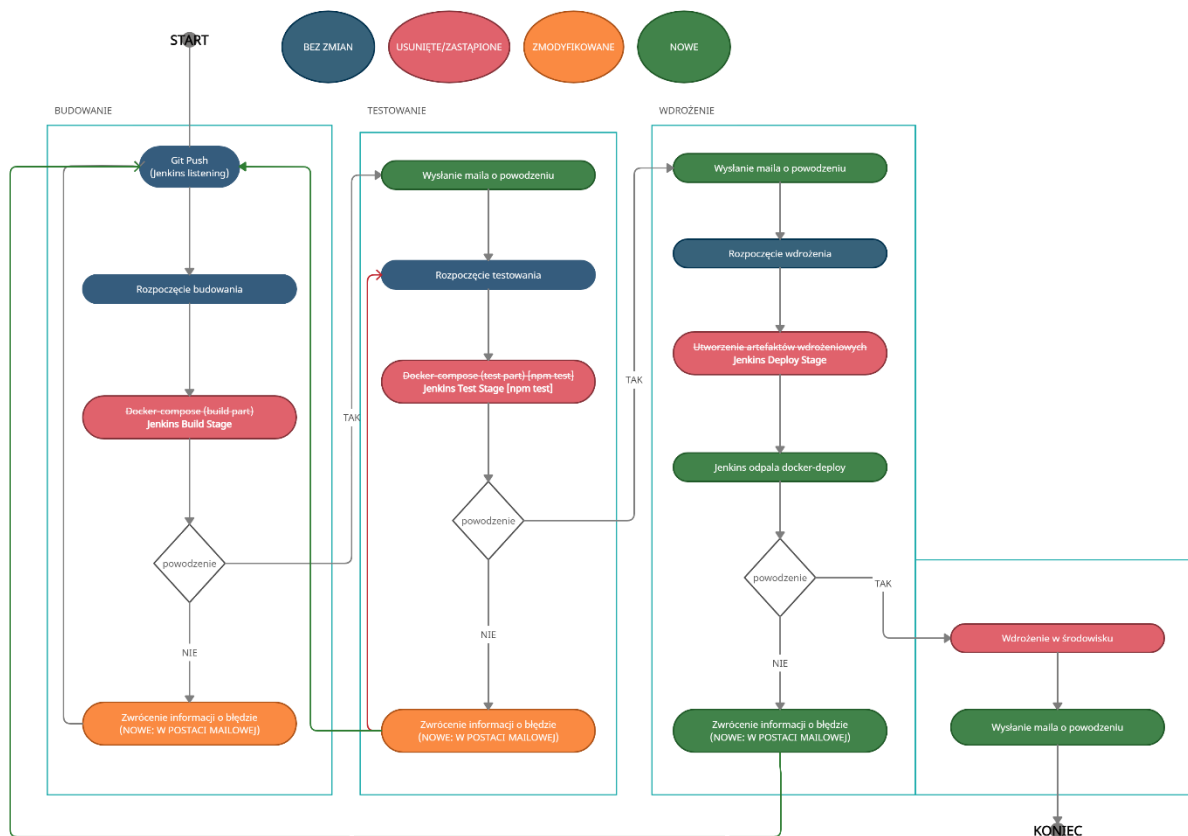 START
BEZ ZMIAN
USUNIĘTE/ZASTĄPIONE
ZMODYFIKOWANE
NOWE
BUDOWANIE
Git Push
(Jenkins listening)
Rozpoczęcie budowania
Docker-compose (build part)
Jenkins Build Stage
powodzenie
TAK
NIE
Zwrócenie informacji o błędzie
(NOWE: W POSTACI MAILOWEJ)
TESTOWANIE
Wysłanie maila o powodzeniu
Rozpoczęcie testowania
Docker-compose (test part) [npm test]
Jenkins Test Stage [npm test]
powodzenie
TAK
NIE
Zwrócenie informacji o błędzie
(NOWE: W POSTACI MAILOWEJ)
WDROŻENIE
Wysłanie maila o powodzeniu
Rozpoczęcie wdrożenia
Utworzenie artefaktów wdrożeniowych
Jenkins Deploy Stage
Jenkins odpala docker-deploy
powodzenie
TAK
NIE
Zwrócenie informacji o błędzie
(NOWE: W POSTACI MAILOWEJ)
Wdrożenie w środowisku
Wysłanie maila o powodzeniu
KONIEC